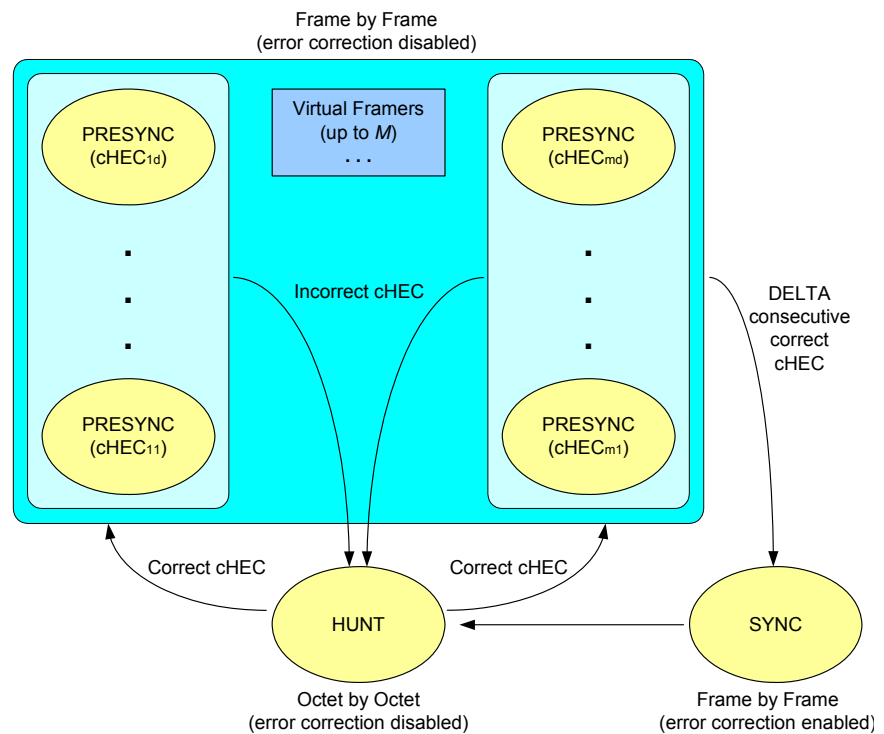 Frame by Frame
(error correction disabled)
Virtual Framers
(up to M)
. . .
PRESYNC
(cHEC1d)
PRESYNC
(cHECmd)
Incorrect cHEC
DELTA
consecutive
correct
cHEC
PRESYNC
(cHEC11)
PRESYNC
(cHECm1)
Correct cHEC
Correct cHEC
HUNT
SYNC
Octet by Octet
(error correction disabled)
Frame by Frame
(error correction enabled)